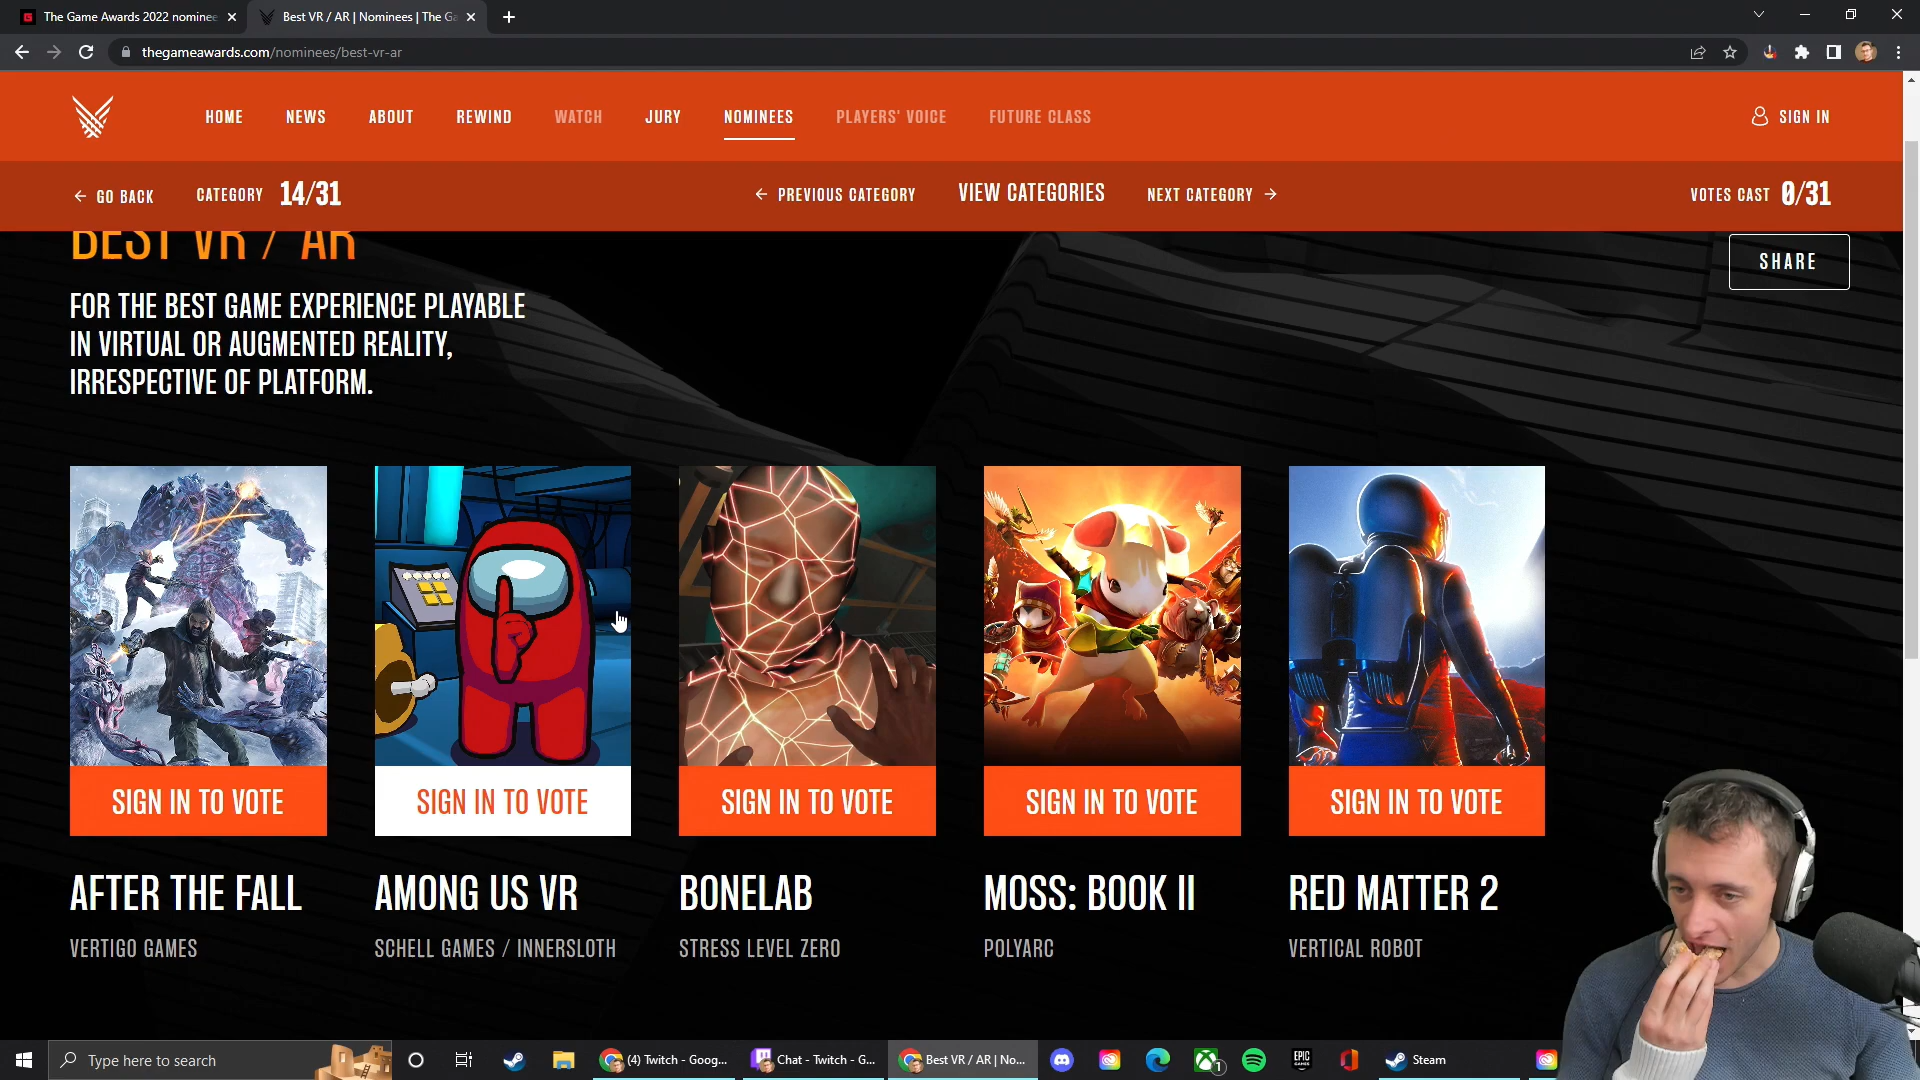 The Game Awards 2022 nominee
Best VR / AR | Nominees | The Ga
thegameawards.com/nominees/best-vr-ar
HOME NEWS ABOUT REWIND WATCH JURY NOMINEES PLAYERS' VOICE FUTURE CLASS SIGN IN
GO BACK CATEGORY 14/31 PREVIOUS CATEGORY VIEW CATEGORIES NEXT CATEGORY VOTES CAST 0/31
BEST VR / AR
SHARE
FOR THE BEST GAME EXPERIENCE PLAYABLE
IN VIRTUAL OR AUGMENTED REALITY,
IRRESPECTIVE OF PLATFORM.
SIGN IN TO VOTE SIGN IN TO VOTE SIGN IN TO VOTE SIGN IN TO VOTE SIGN IN TO VOTE
AFTER THE FALL AMONG US VR BONELAB MOSS: BOOK II RED MATTER 2
VERTIGO GAMES SCHELL GAMES / INNERSLOTH STRESS LEVEL ZERO POLYARC VERTICAL ROBOT
Type here to search (4) Twitch - Goog... Chat - Twitch - G... Best VR / AR | No... 1 EPIC GAMES Steam